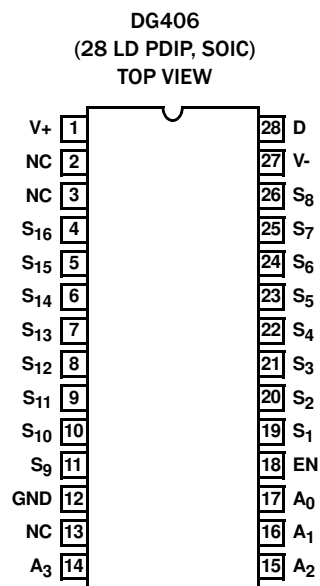 DG406
(28 LD PDIP, SOIC)
TOP VIEW
V+ 1 28 D
NC 2 27 V-
NC 3 26 S8
S16 4 25 S7
S15 5 24 S6
S14 6 23 S5
S13 7 22 S4
S12 8 21 S3
S11 9 20 S2
S10 10 19 S1
S9 11 18 EN
GND 12 17 A0
NC 13 16 A1
A3 14 15 A2